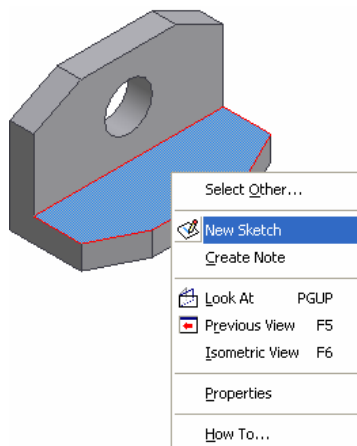 Select Other...
New Sketch
Create Note
Look At PGUP
Previous View F5
Isometric View F6
Properties
How To...